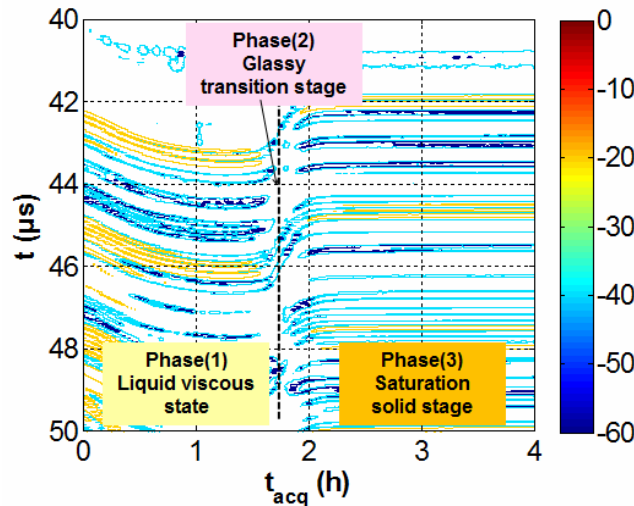 40
42
44
46
48
50
t (µs)
Phase(2)
Glassy
transition stage
Phase(1)
Liquid viscous
state
Phase(3)
Saturation
solid stage
0
1
2
3
4
t_acq (h)
0
-10
-20
-30
-40
-50
-60